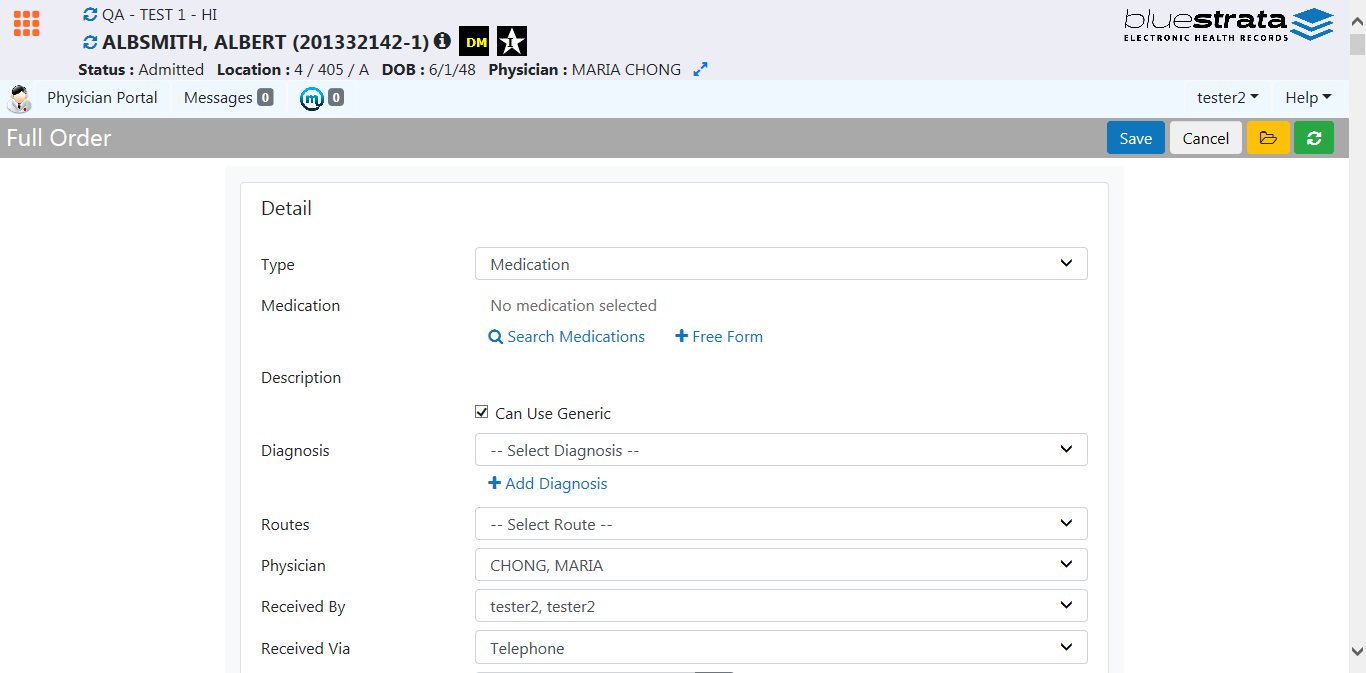 QA - TEST 1 - HI
ALBSMITH, ALBERT (201332142-1) DM 1
Status : Admitted Location : 4 / 405 / A DOB : 6/1/48 Physician : MARIA CHONG
bluestrata
ELECTRONIC HEALTH RECORDS
Physician Portal Messages 0 m 0 tester2 Help
Full Order Save Cancel
Detail
Type Medication
Medication No medication selected
Search Medications Free Form
Description
Can Use Generic
Diagnosis -- Select Diagnosis --
Add Diagnosis
Routes -- Select Route --
Physician CHONG, MARIA
Received By tester2, tester2
Received Via Telephone